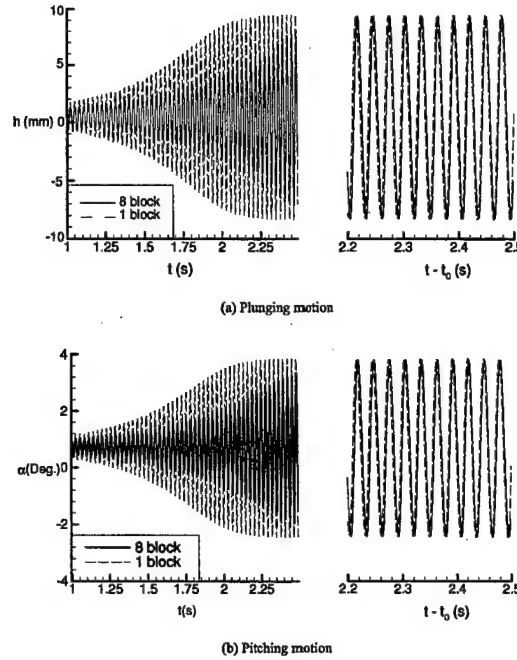 10
5
h (mm) 0
-5
-10
8 block
1 block
1 1.25 1.5 1.75 2 2.25
t (s)
2.2 2.3 2.4 2.5
t - t₀ (s)
(a) Plunging motion
4
2
α(Deg.) 0
-2
-4
8 block
1 block
1 1.25 1.5 1.75 2 2.25
t(s)
2.2 2.3 2.4 2.5
t - t₀ (s)
(b) Pitching motion